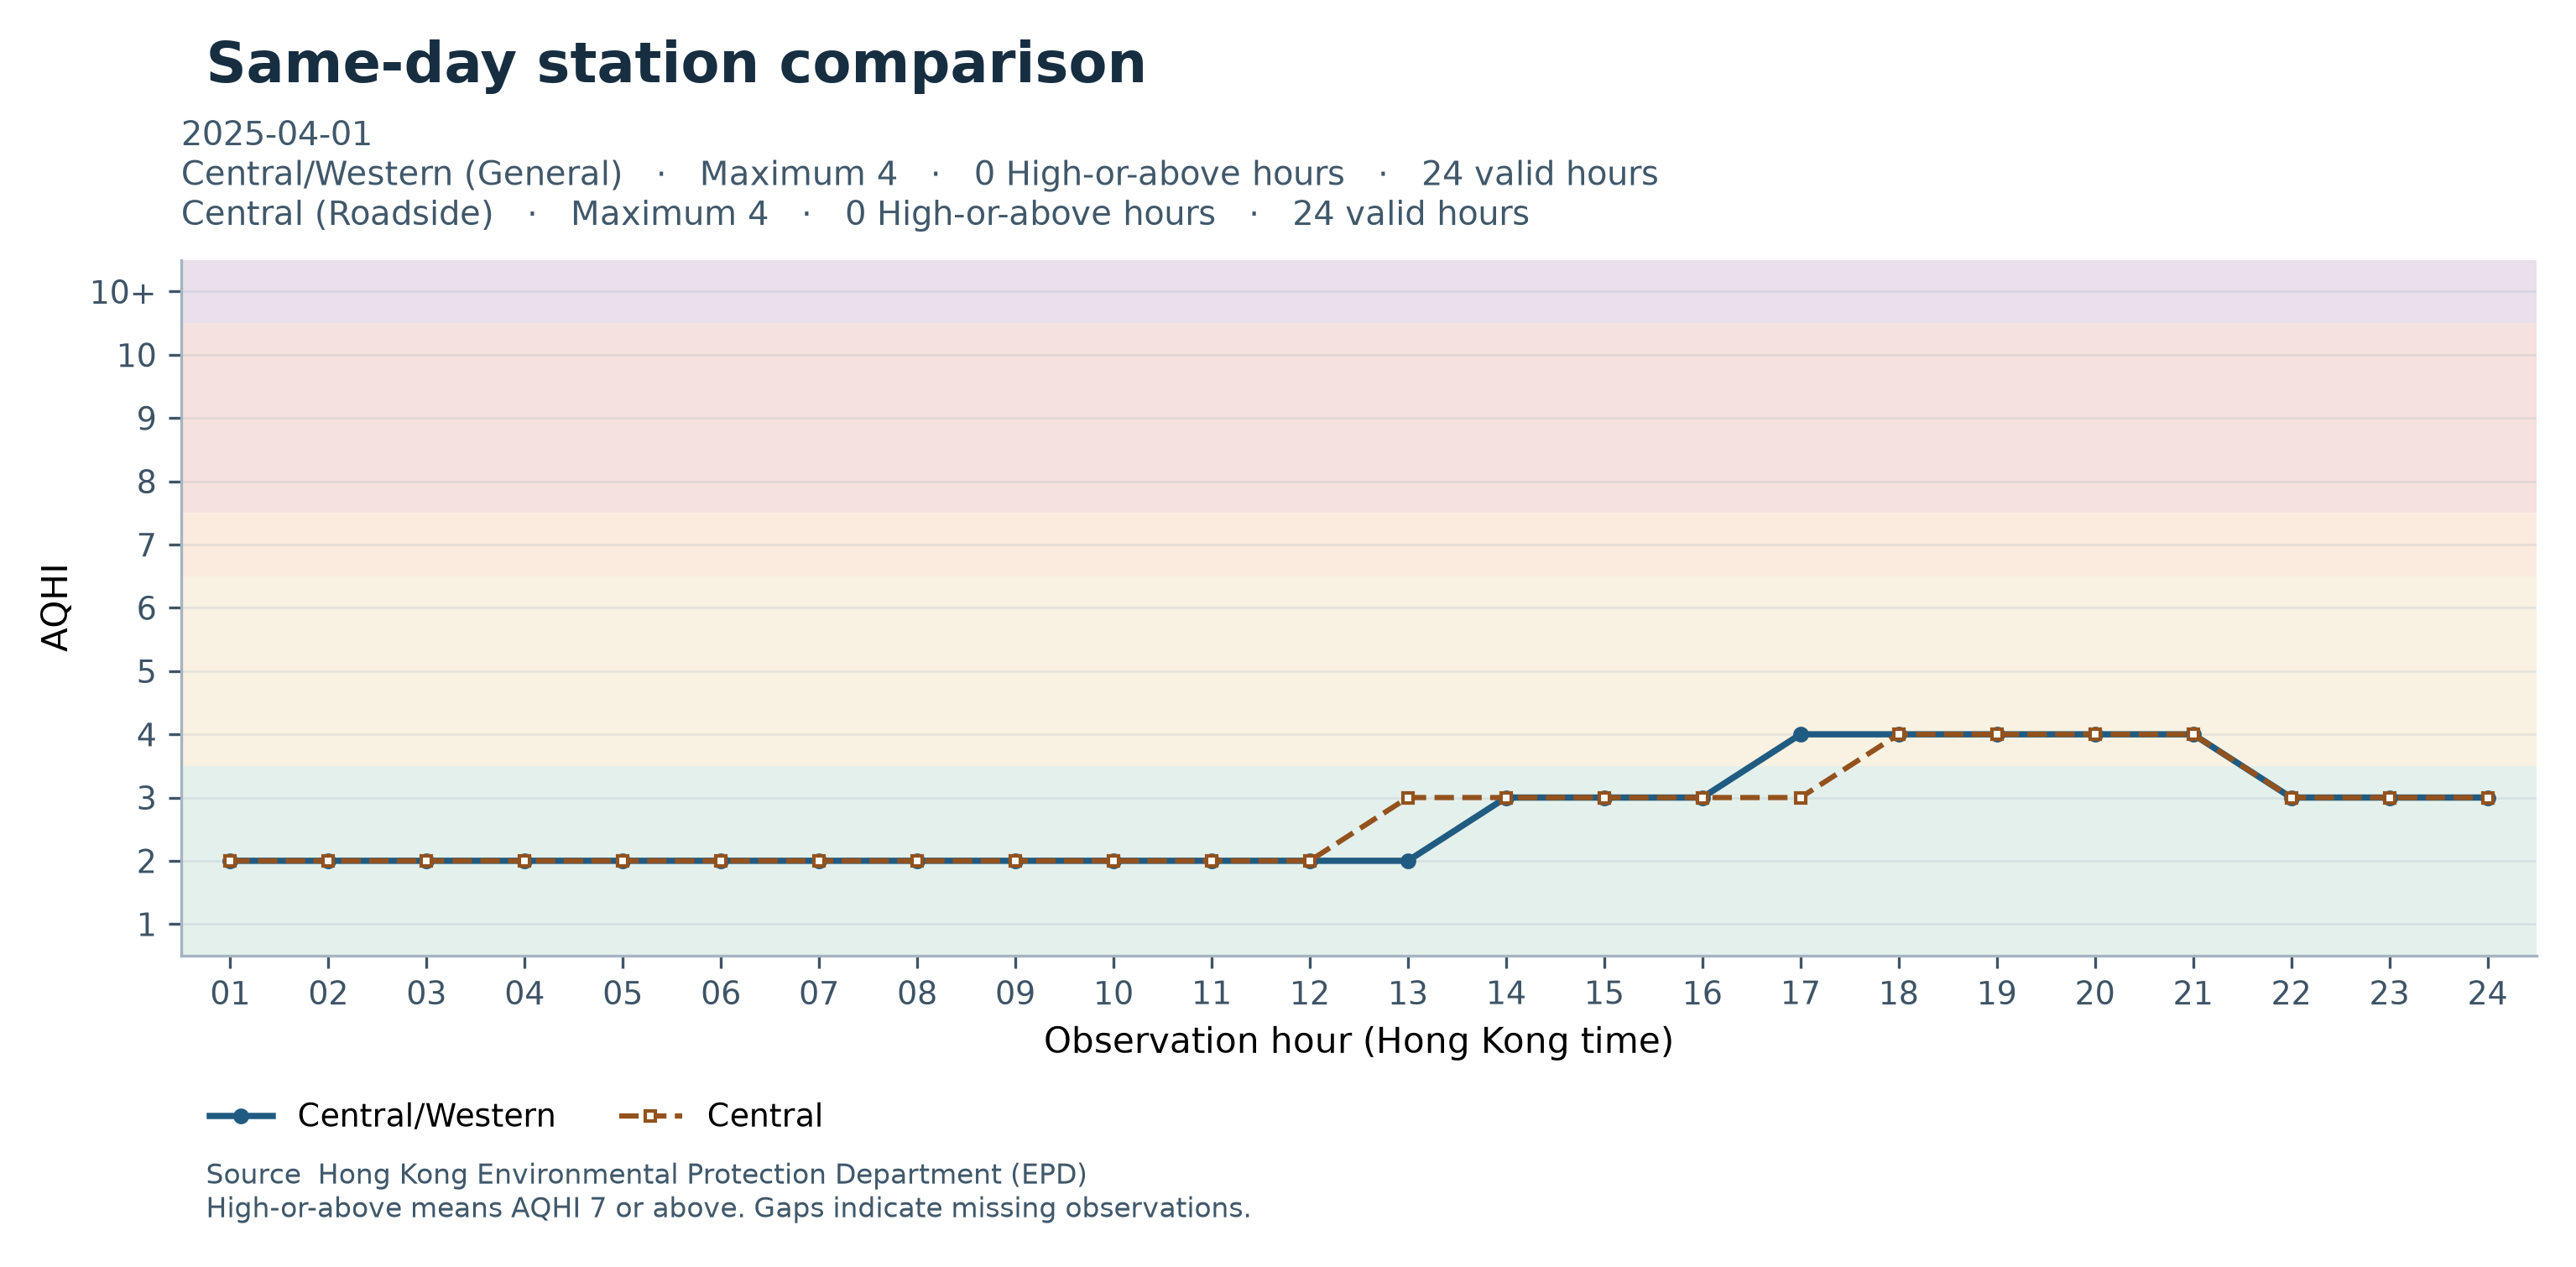 Same-day station comparison
2025-04-01
Central/Western (General) · Maximum 4 · 0 High-or-above hours · 24 valid hours
Central (Roadside) · Maximum 4 · 0 High-or-above hours · 24 valid hours
10+
10
9
8
7
6
5
4
3
2
1
AQHI
01 02 03 04 05 06 07 08 09 10 11 12 13 14 15 16 17 18 19 20 21 22 23 24
Observation hour (Hong Kong time)
Central/Western Central
Source Hong Kong Environmental Protection Department (EPD)
High-or-above means AQHI 7 or above. Gaps indicate missing observations.